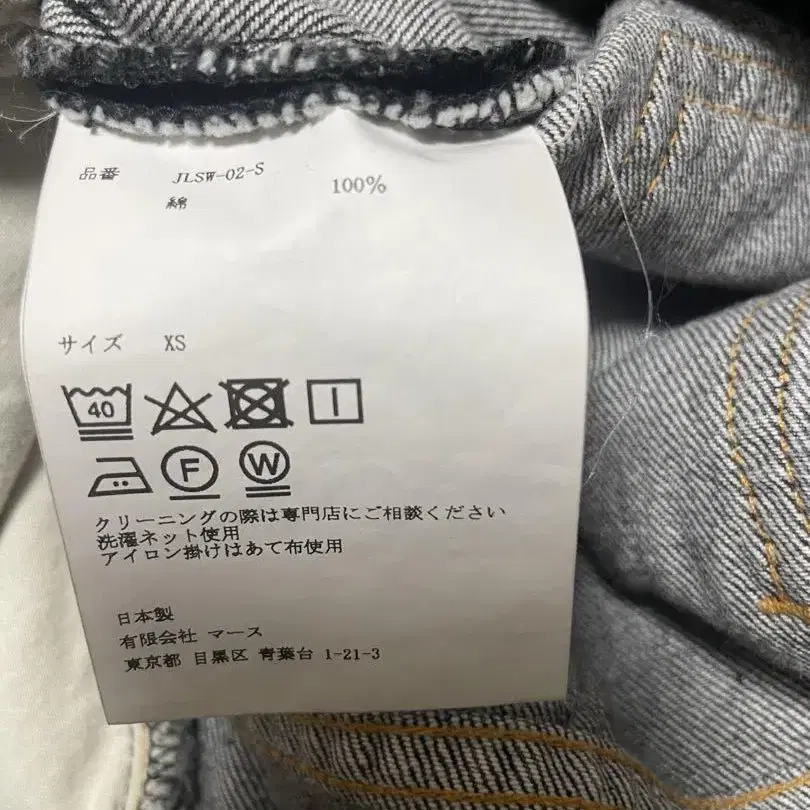 品番 JLSW-02-S
綿 100%
サイズ XS
40
F W
クリーニングの際は専門店にご相談ください
洗濯ネット使用
アイロン掛けはあて布使用
日本製
有限会社 マース
東京都 目黒区 青葉台 1-21-3